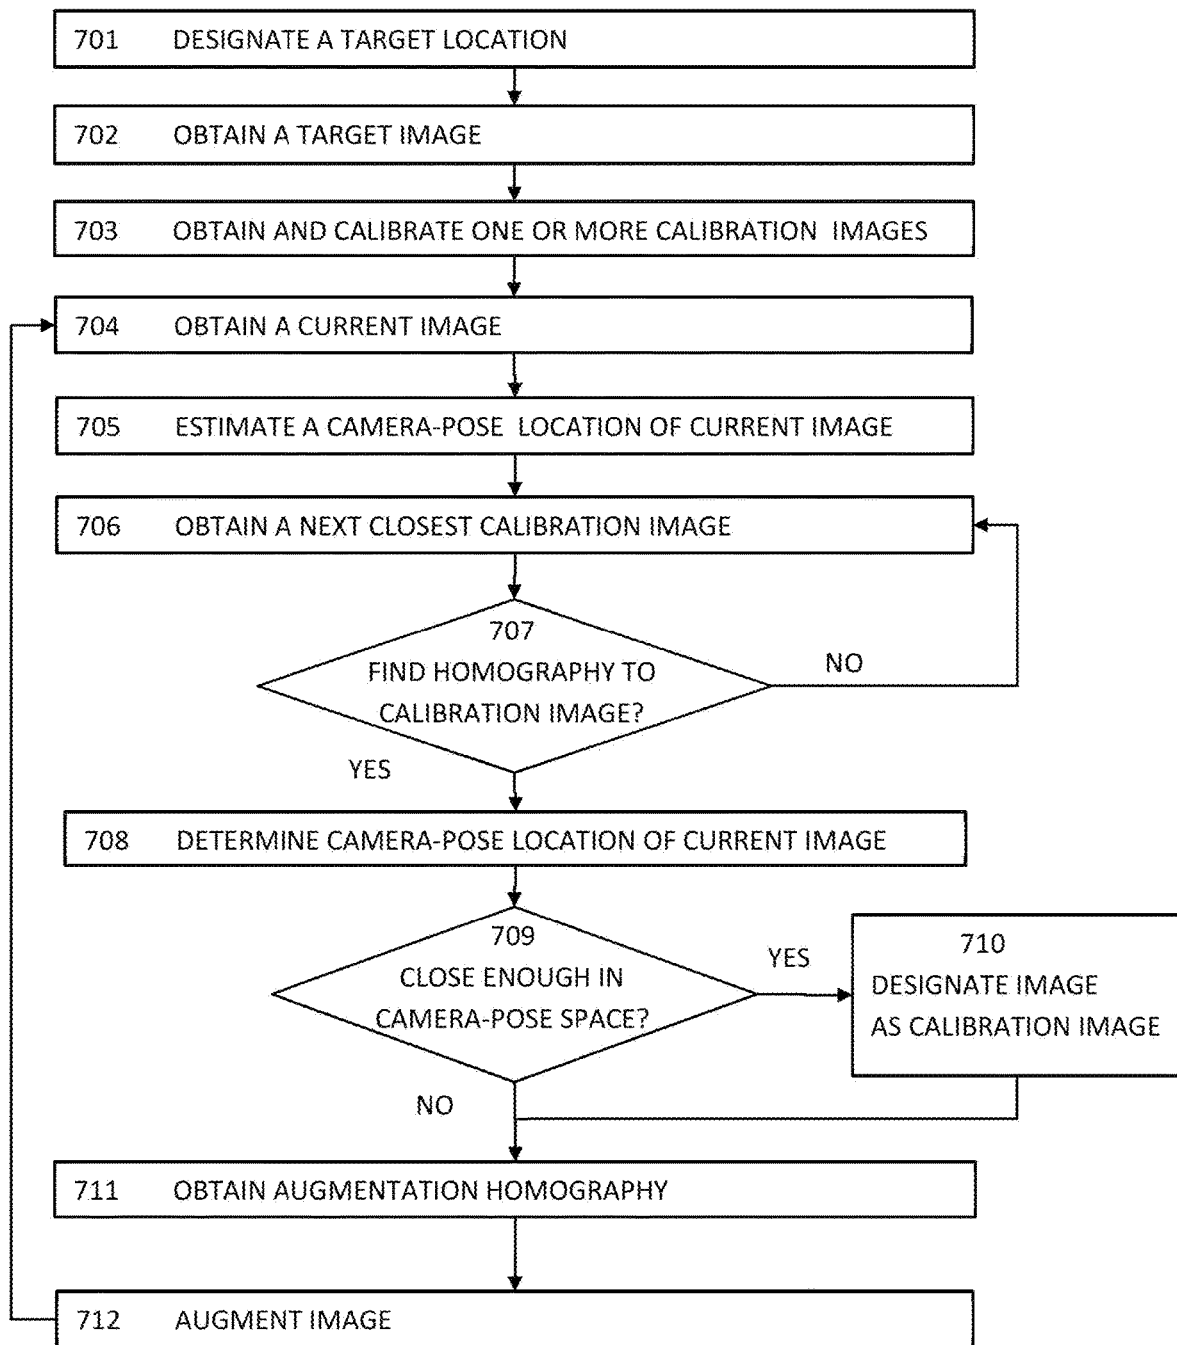 701 DESIGNATE A TARGET LOCATION
702 OBTAIN A TARGET IMAGE
703 OBTAIN AND CALIBRATE ONE OR MORE CALIBRATION IMAGES
704 OBTAIN A CURRENT IMAGE
705 ESTIMATE A CAMERA-POSE LOCATION OF CURRENT IMAGE
706 OBTAIN A NEXT CLOSEST CALIBRATION IMAGE
707
FIND HOMOGRAPHY TO
CALIBRATION IMAGE?
NO
YES
708 DETERMINE CAMERA-POSE LOCATION OF CURRENT IMAGE
709
CLOSE ENOUGH IN
CAMERA-POSE SPACE?
YES
710
DESIGNATE IMAGE
AS CALIBRATION IMAGE
NO
711 OBTAIN AUGMENTATION HOMOGRAPHY
712 AUGMENT IMAGE